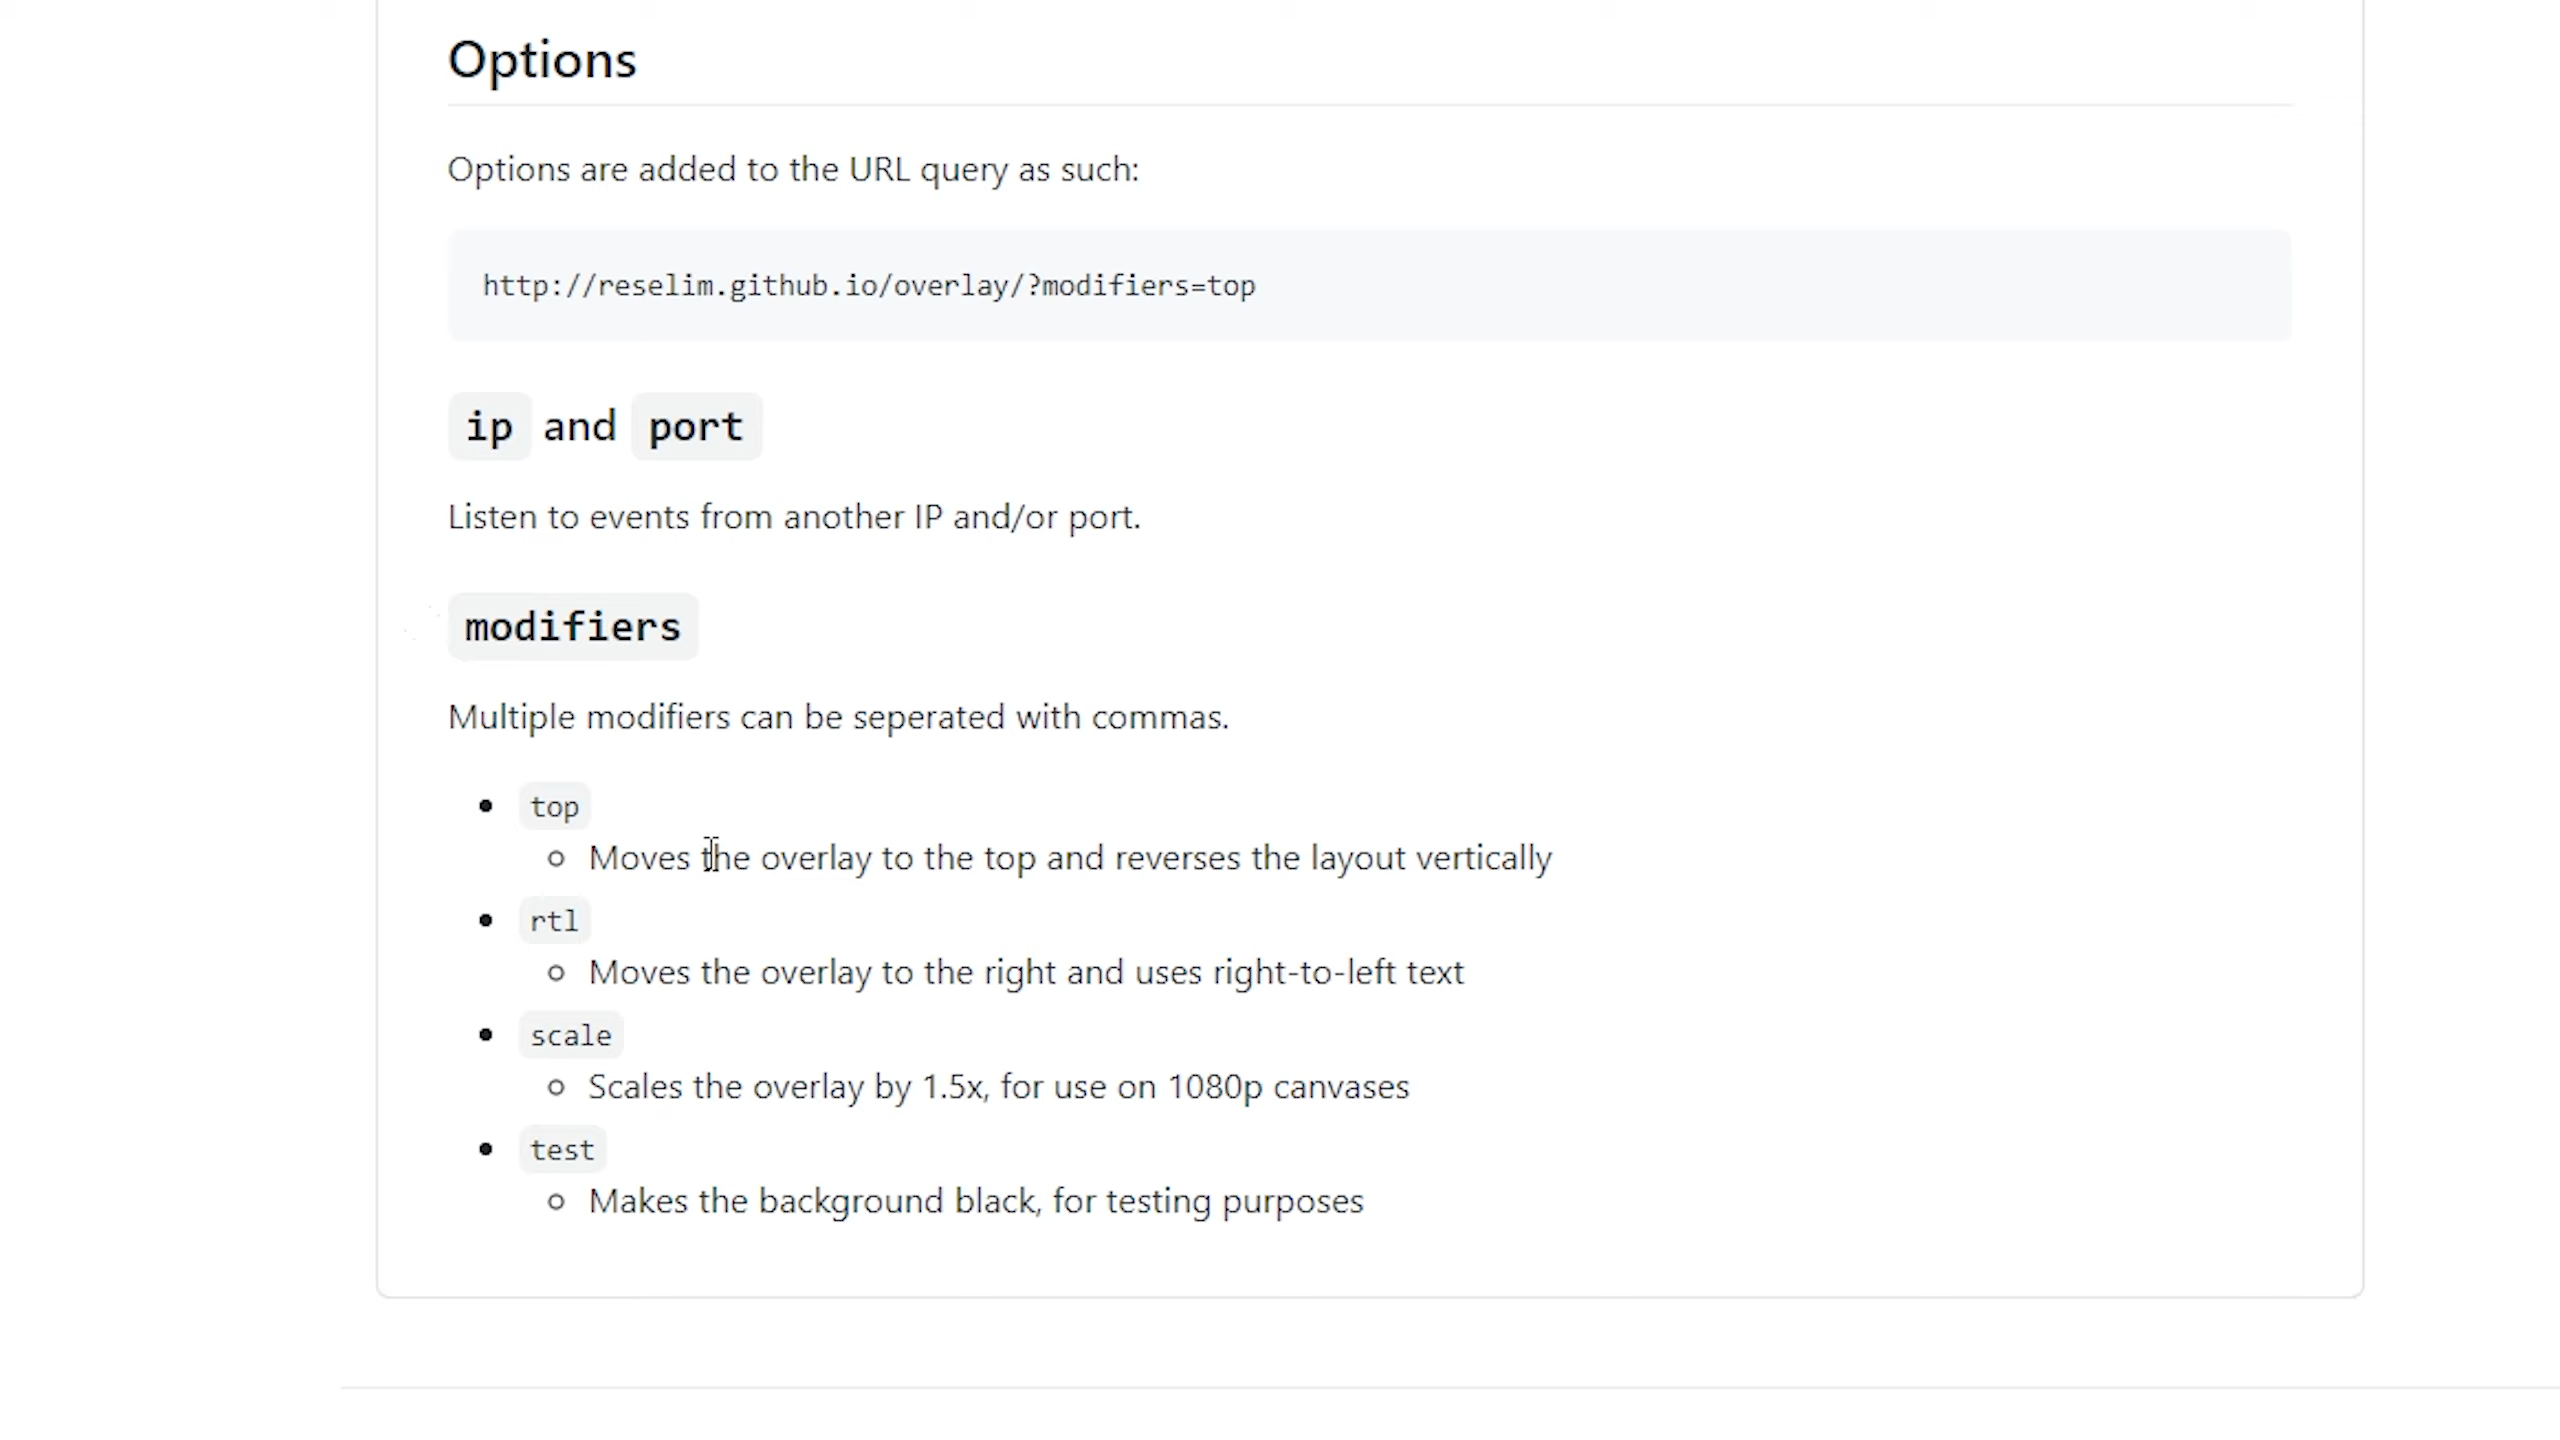 Options
Options are added to the URL query as such:
http://reselim.github.io/overlay/?modifiers=top
ip and port
Listen to events from another IP and/or port.
modifiers
Multiple modifiers can be seperated with commas.
top
Moves the overlay to the top and reverses the layout vertically
rtl
Moves the overlay to the right and uses right-to-left text
scale
Scales the overlay by 1.5x, for use on 1080p canvases
test
Makes the background black, for testing purposes